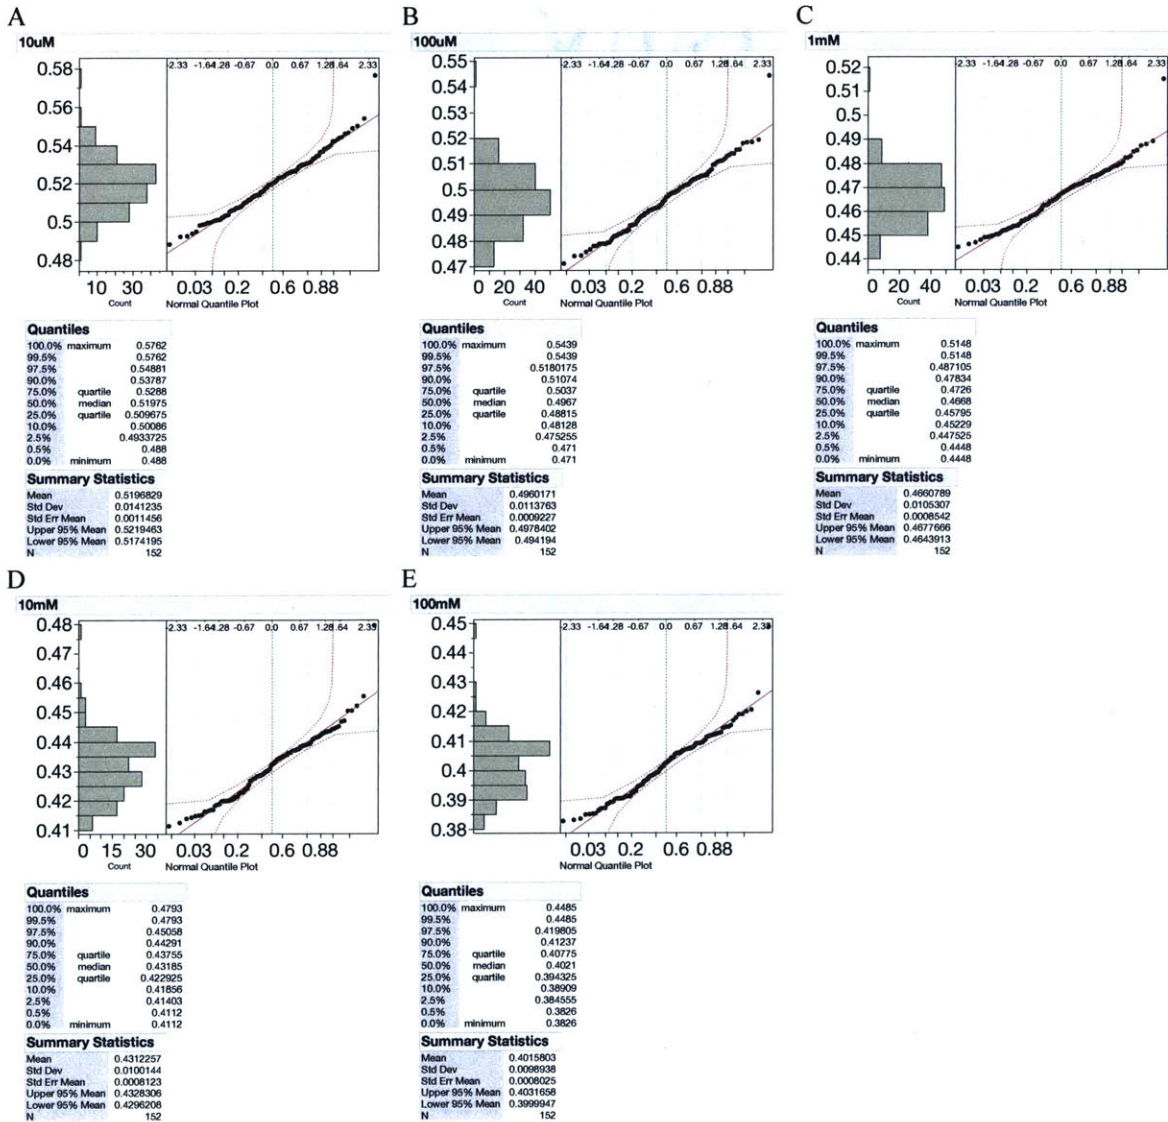 A
10uM
-2.33 -1.64 -1.28 -0.67 0.0 0.67 1.28 1.64 2.33
0.58
0.56
0.54
0.52
0.5
0.48
10 30
Count
0.03 0.2 0.6 0.88
Normal Quantile Plot
Quantiles
100.0% maximum 0.5762
99.5% 0.5762
97.5% 0.54881
90.0% 0.53787
75.0% quartile 0.5288
50.0% median 0.51975
25.0% quartile 0.509675
10.0% 0.50086
2.5% 0.4933725
0.5% 0.488
0.0% minimum 0.488
Summary Statistics
Mean 0.5196829
Std Dev 0.0141235
Std Err Mean 0.0011456
Upper 95% Mean 0.5219463
Lower 95% Mean 0.5174195
N 152
B
100uM
-2.33 -1.64 -1.28 -0.67 0.0 0.67 1.28 1.64 2.33
0.55
0.54
0.53
0.52
0.51
0.5
0.49
0.48
0.47
0 20 40
Count
0.03 0.2 0.6 0.88
Normal Quantile Plot
Quantiles
100.0% maximum 0.5439
99.5% 0.5439
97.5% 0.5180175
90.0% 0.51074
75.0% quartile 0.5037
50.0% median 0.4967
25.0% quartile 0.48815
10.0% 0.48128
2.5% 0.475255
0.5% 0.471
0.0% minimum 0.471
Summary Statistics
Mean 0.4960171
Std Dev 0.0113763
Std Err Mean 0.0009227
Upper 95% Mean 0.4978402
Lower 95% Mean 0.494194
N 152
C
1mM
-2.33 -1.64 -1.28 -0.67 0.0 0.67 1.28 1.64 2.33
0.52
0.51
0.5
0.49
0.48
0.47
0.46
0.45
0.44
0 20 40
Count
0.03 0.2 0.6 0.88
Normal Quantile Plot
Quantiles
100.0% maximum 0.5148
99.5% 0.5148
97.5% 0.487105
90.0% 0.47834
75.0% quartile 0.4726
50.0% median 0.4668
25.0% quartile 0.45795
10.0% 0.45229
2.5% 0.447525
0.5% 0.4448
0.0% minimum 0.4448
Summary Statistics
Mean 0.4660789
Std Dev 0.0105307
Std Err Mean 0.0008542
Upper 95% Mean 0.4677666
Lower 95% Mean 0.4643913
N 152
D
10mM
-2.33 -1.64 -1.28 -0.67 0.0 0.67 1.28 1.64 2.33
0.48
0.47
0.46
0.45
0.44
0.43
0.42
0.41
0 15 30
Count
0.03 0.2 0.6 0.88
Normal Quantile Plot
Quantiles
100.0% maximum 0.4793
99.5% 0.4793
97.5% 0.45058
90.0% 0.44291
75.0% quartile 0.43755
50.0% median 0.43185
25.0% quartile 0.422925
10.0% 0.41856
2.5% 0.41403
0.5% 0.4112
0.0% minimum 0.4112
Summary Statistics
Mean 0.4312257
Std Dev 0.0100144
Std Err Mean 0.0008123
Upper 95% Mean 0.4328306
Lower 95% Mean 0.4296208
N 152
E
100mM
-2.33 -1.64 -1.28 -0.67 0.0 0.67 1.28 1.64 2.33
0.45
0.44
0.43
0.42
0.41
0.4
0.39
0.38
0.03 0.2 0.6 0.88
Normal Quantile Plot
Quantiles
100.0% maximum 0.4485
99.5% 0.4485
97.5% 0.419805
90.0% 0.41237
75.0% quartile 0.40775
50.0% median 0.4021
25.0% quartile 0.394325
10.0% 0.38909
2.5% 0.384555
0.5% 0.3826
0.0% minimum 0.3826
Summary Statistics
Mean 0.4015803
Std Dev 0.0098938
Std Err Mean 0.0008025
Upper 95% Mean 0.4031658
Lower 95% Mean 0.3999947
N 152